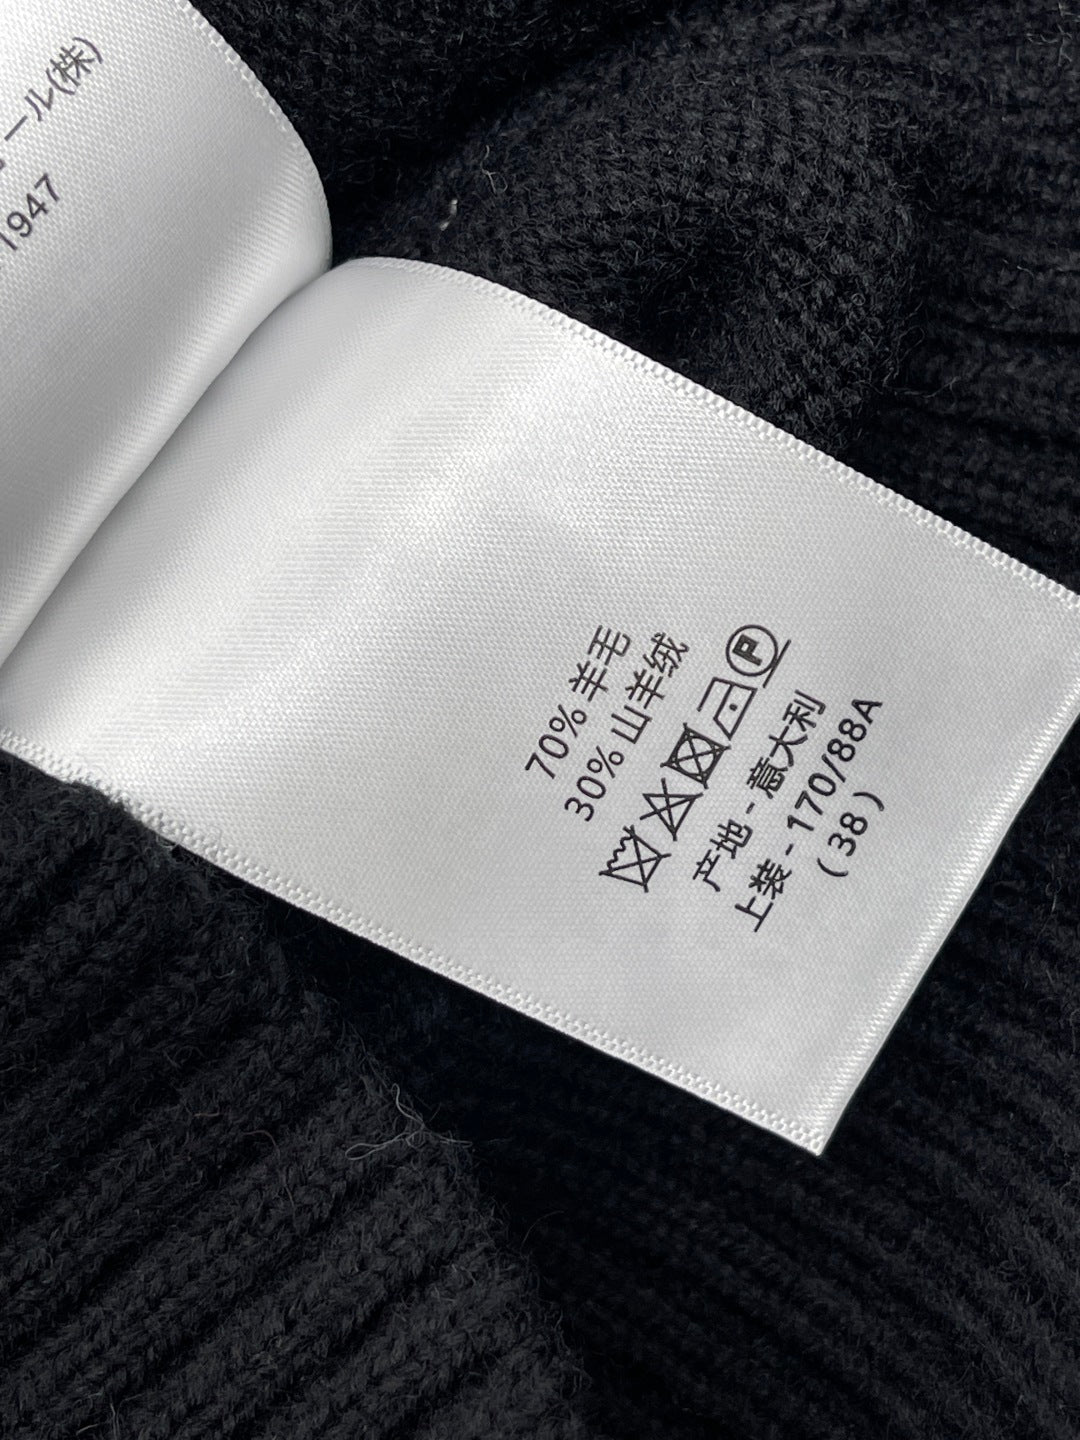 ール(株)
1947
70% 羊毛
30% 山羊绒
P
产地 - 意大利
上装 - 170/88A
( 38 )